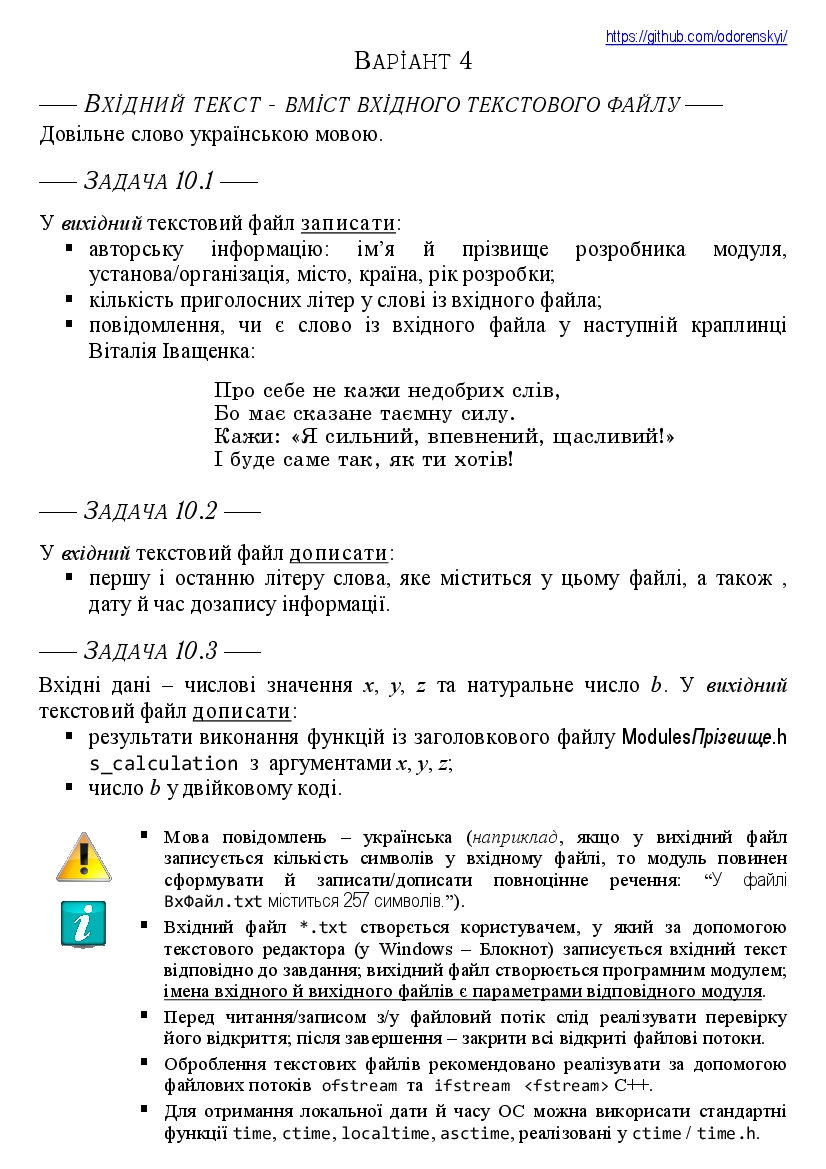 https://github.com/odorenskyi/
ВАРІАНТ 4
ВХІДНИЙ ТЕКСТ - ВМІСТ ВХІДНОГО ТЕКСТОВОГО ФАЙЛУ
Довільне слово українською мовою.
ЗАДАЧА 10.1
У вихідний текстовий файл записати:
▪ авторську інформацію: ім’я й прізвище розробника модуля,
установа/організація, місто, країна, рік розробки;
▪ кількість приголосних літер у слові із вхідного файла;
▪ повідомлення, чи є слово із вхідного файла у наступній краплинці
Віталія Іващенка:
Про себе не кажи недобрих слів,
Бо має сказане таємну силу.
Кажи: «Я сильний, впевнений, щасливий!»
І буде саме так, як ти хотів!
ЗАДАЧА 10.2
У вхідний текстовий файл дописати:
▪ першу і останню літеру слова, яке міститься у цьому файлі, а також ,
дату й час дозапису інформації.
ЗАДАЧА 10.3
Вхідні дані – числові значення x, y, z та натуральне число b. У вихідний
текстовий файл дописати:
▪ результати виконання функцій із заголовкового файлу ModulesПрізвище.h
s_calculation з аргументами x, y, z;
▪ число b у двійковому коді.
▪ Мова повідомлень – українська (наприклад, якщо у вихідний файл
записується кількість символів у вхідному файлі, то модуль повинен
сформувати й записати/дописати повноцінне речення: “У файлі
ВхФайл.txt міститься 257 символів.”).
▪ Вхідний файл *.txt створється користувачем, у який за допомогою
текстового редактора (у Windows – Блокнот) записується вхідний текст
відповідно до завдання; вихідний файл створюється програмним модулем;
імена вхідного й вихідного файлів є параметрами відповідного модуля.
▪ Перед читання/записом з/у файловий потік слід реалізувати перевірку
його відкриття; після завершення – закрити всі відкриті файлові потоки.
▪ Оброблення текстових файлів рекомендовано реалізувати за допомогою
файлових потоків ofstream та ifstream <fstream> C++.
▪ Для отримання локальної дати й часу ОС можна викорисати стандартні
функції time, ctime, localtime, asctime, реалізовані у ctime / time.h.